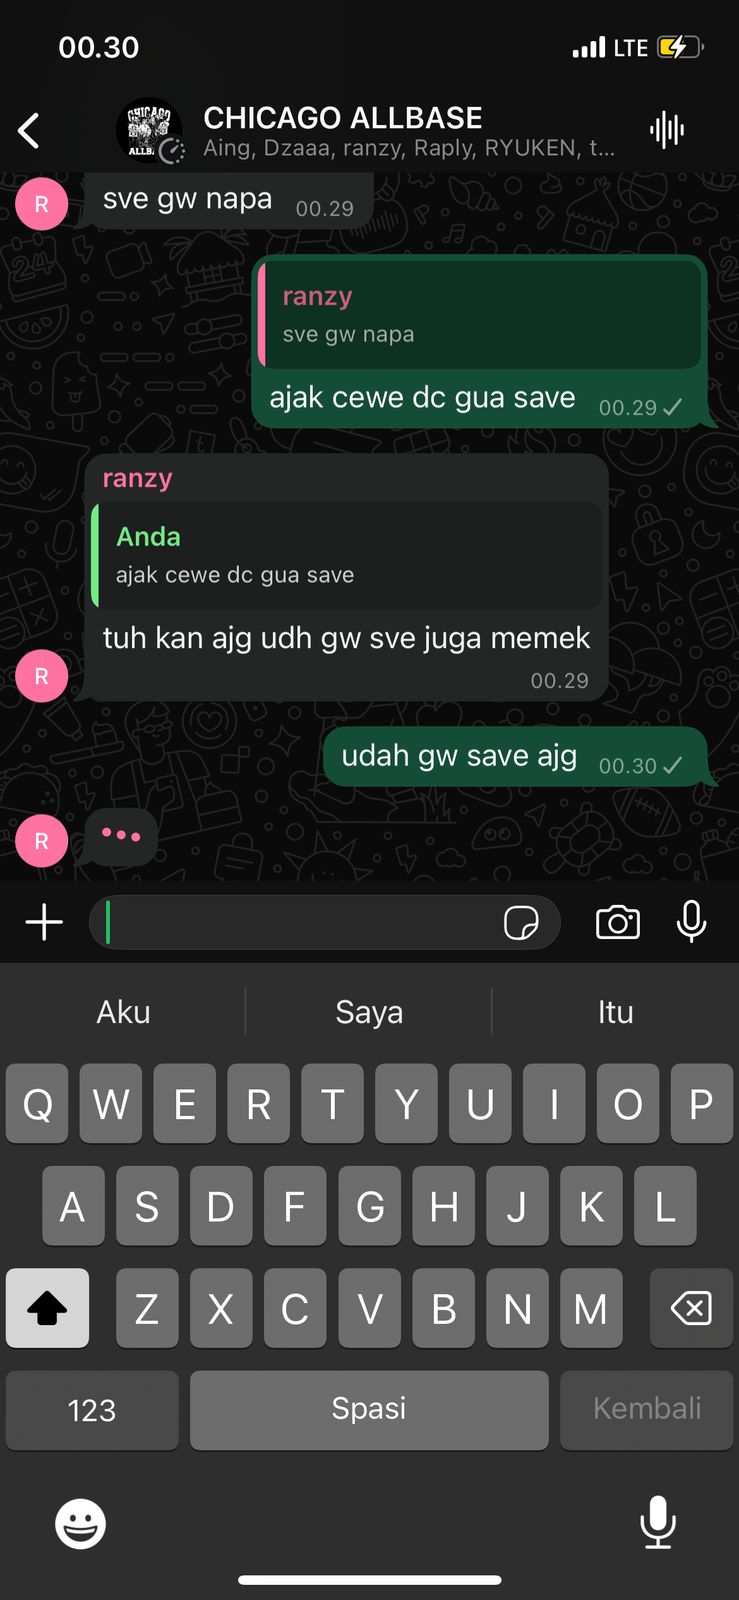 00.30
LTE
CHICAGO ALLBASE
Aing, Dzaaa, ranzy, Raply, RYUKEN, t...
R
sve gw napa 00.29
ranzy
sve gw napa
ajak cewe dc gua save 00.29
ranzy
Anda
ajak cewe dc gua save
tuh kan ajg udh gw sve juga memek
R
00.29
udah gw save ajg 00.30
R
Aku Saya Itu
Q W E R T Y U I O P
A S D F G H J K L
Z X C V B N M
123 Spasi Kembali